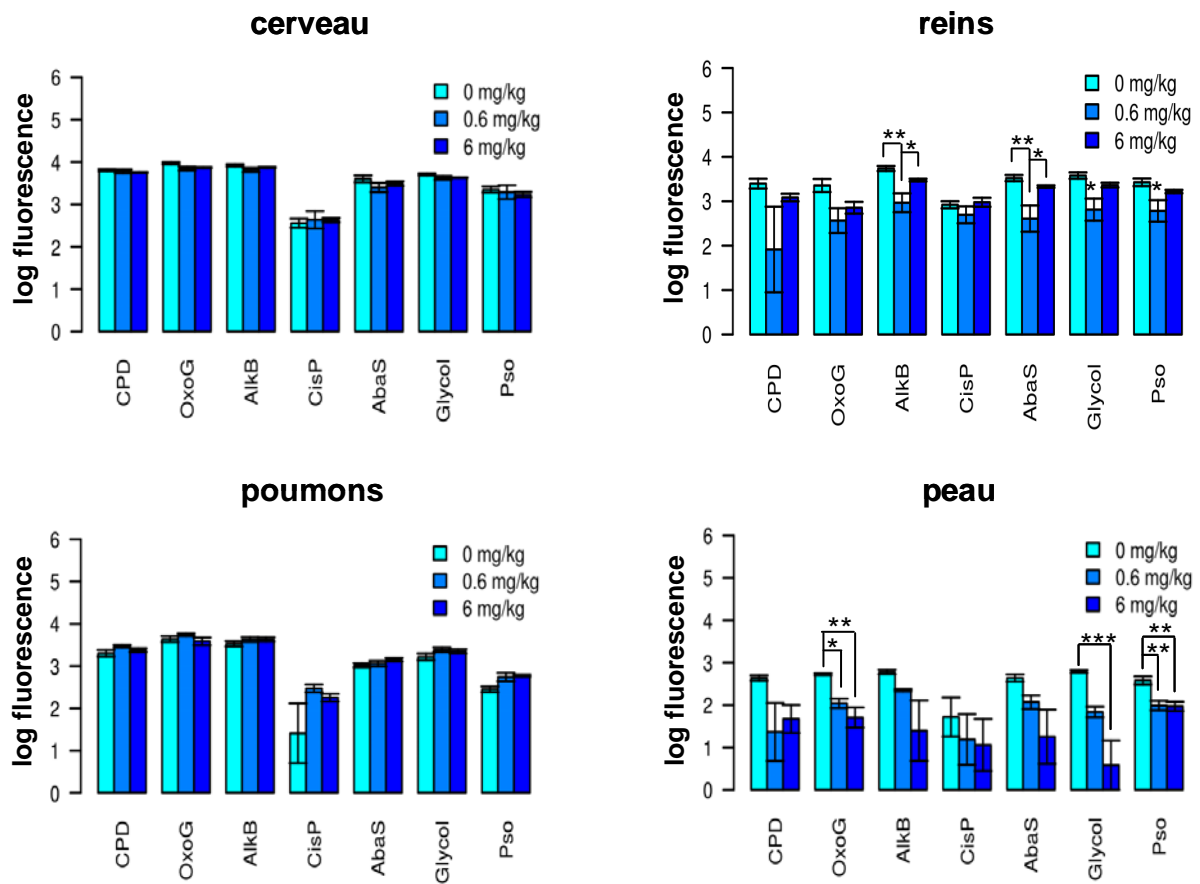 cerveau
log fluorescence
6
5
4
3
2
1
0
0 mg/kg
0.6 mg/kg
6 mg/kg
CPD
OxoG
AlkB
CisP
AbaS
Glycol
Pso
reins
log fluorescence
6
5
4
3
2
1
0
0 mg/kg
0.6 mg/kg
6 mg/kg
** *
** *
*
*
CPD
OxoG
AlkB
CisP
AbaS
Glycol
Pso
poumons
log fluorescence
6
5
4
3
2
1
0
0 mg/kg
0.6 mg/kg
6 mg/kg
CPD
OxoG
AlkB
CisP
AbaS
Glycol
Pso
peau
log fluorescence
6
5
4
3
2
1
0
0 mg/kg
0.6 mg/kg
6 mg/kg
**
*
***
**
**
CPD
OxoG
AlkB
CisP
AbaS
Glycol
Pso